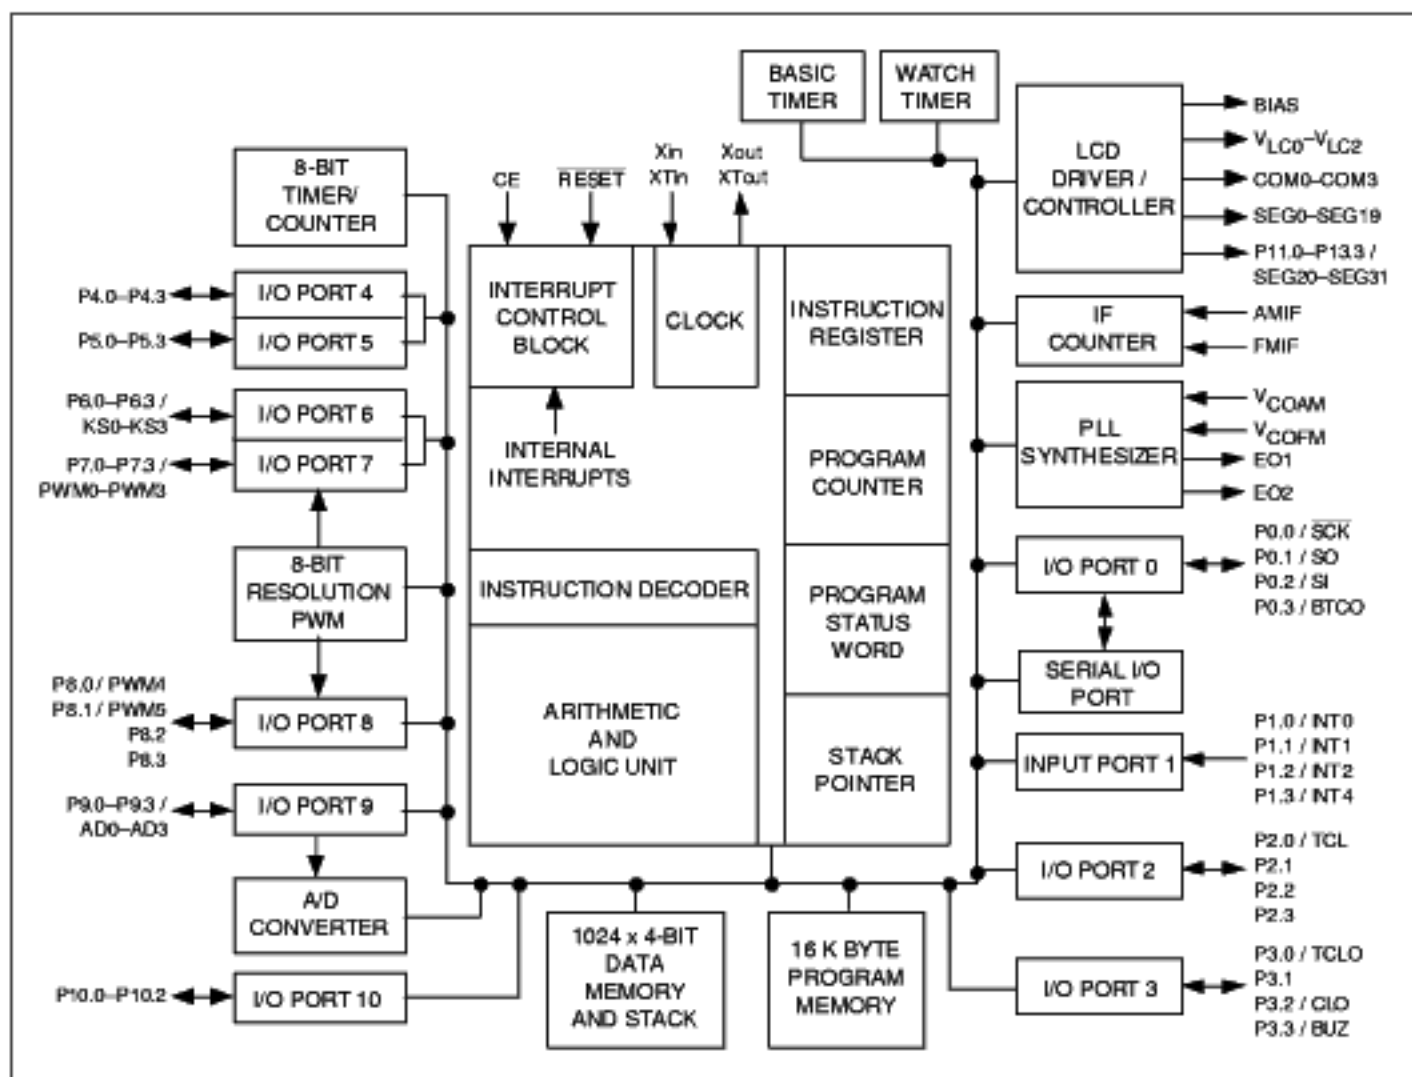 BASIC
TIMER
WATCH
TIMER
8-BIT
TIMER/
COUNTER
CE
RESET
Xin
XTin
Xout
XTout
LCD
DRIVER /
CONTROLLER
BIAS
VLC0–VLC2
COM0–COM3
SEG0–SEG19
P11.0–P13.3 /
SEG20–SEG31
P4.0–P4.3
I/O PORT 4
P5.0–P5.3
I/O PORT 5
INTERRUPT
CONTROL
BLOCK
CLOCK
INSTRUCTION
REGISTER
IF
COUNTER
AMIF
FMIF
P6.0–P6.3 /
KS0–KS3
I/O PORT 6
P7.0–P7.3 /
PWM0–PWM3
I/O PORT 7
INTERNAL
INTERRUPTS
PROGRAM
COUNTER
PLL
SYNTHESIZER
VCOAM
VCOFM
EO1
EO2
8-BIT
RESOLUTION
PWM
INSTRUCTION DECODER
PROGRAM
STATUS
WORD
I/O PORT 0
P0.0 / SCK
P0.1 / SO
P0.2 / SI
P0.3 / BTCO
SERIAL I/O
PORT
P8.0 / PWM4
P8.1 / PWM5
P8.2
P8.3
I/O PORT 8
ARITHMETIC
AND
LOGIC UNIT
STACK
POINTER
INPUT PORT 1
P1.0 / INT0
P1.1 / INT1
P1.2 / INT2
P1.3 / INT4
P9.0–P9.3 /
AD0–AD3
I/O PORT 9
I/O PORT 2
P2.0 / TCL
P2.1
P2.2
P2.3
A/D
CONVERTER
1024 x 4-BIT
DATA
MEMORY
AND STACK
16 K BYTE
PROGRAM
MEMORY
P10.0–P10.2
I/O PORT 10
I/O PORT 3
P3.0 / TCLO
P3.1
P3.2 / CLO
P3.3 / BUZ